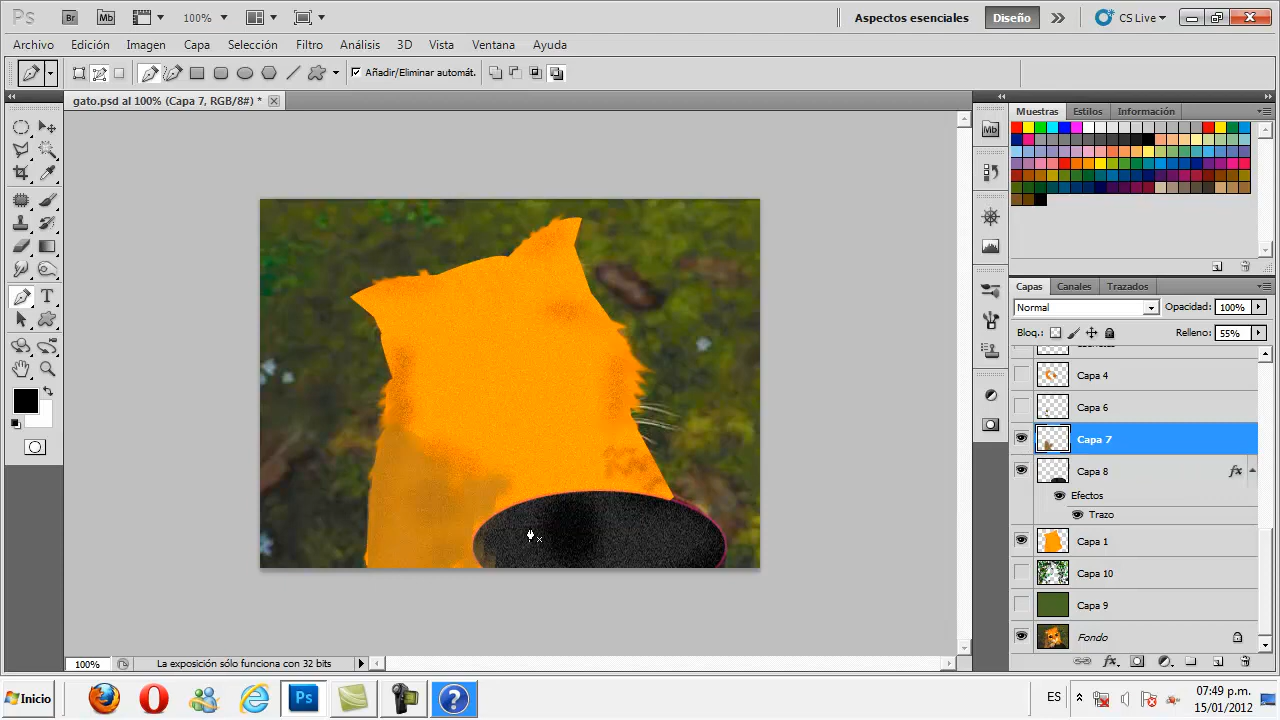 Ps Br Mb 100% Aspectos esenciales Diseño CS Live
Archivo Edición Imagen Capa Selección Filtro Análisis 3D Vista Ventana Ayuda
Añadir/Eliminar automát.
gato.psd al 100% (Capa 7, RGB/8#) *
Muestras Estilos Información
Mb
Capas Canales Trazados
Normal Opacidad: 100%
Bloq.: Relleno: 55%
Capa 4
Capa 6
Capa 7
Capa 8 fx
Efectos
Trazo
Capa 1
Capa 10
Capa 9
Fondo
100% La exposición sólo funciona con 32 bits
Inicio Ps ? ES 07:49 p.m.
15/01/2012